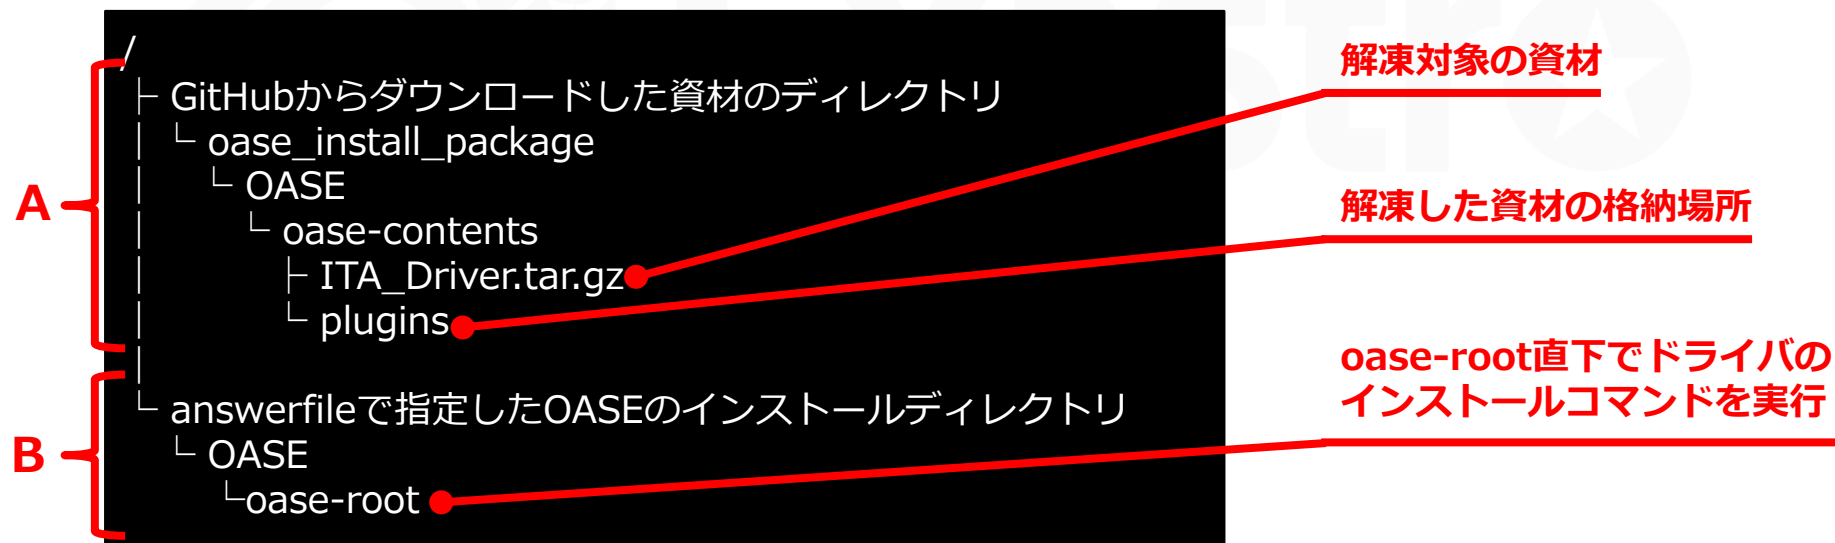 /
├ GitHubからダウンロードした資材のディレクトリ
│ └ oase_install_package
│   └ OASE
│     └ oase-contents
│       ├ ITA_Driver.tar.gz
│       └ plugins
│
└ answerfileで指定したOASEのインストールディレクトリ
  └ OASE
    └oase-root
A
B
解凍対象の資材
解凍した資材の格納場所
oase-root直下でドライバの
インストールコマンドを実行